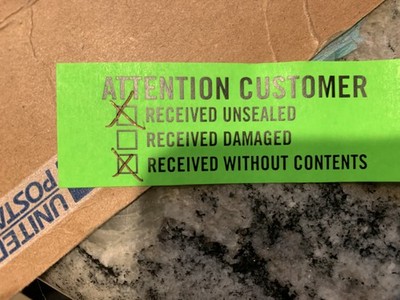 ATTENTION CUSTOMER
RECEIVED UNSEALED
RECEIVED DAMAGED
RECEIVED WITHOUT CONTENTS
UNITED
POSTA